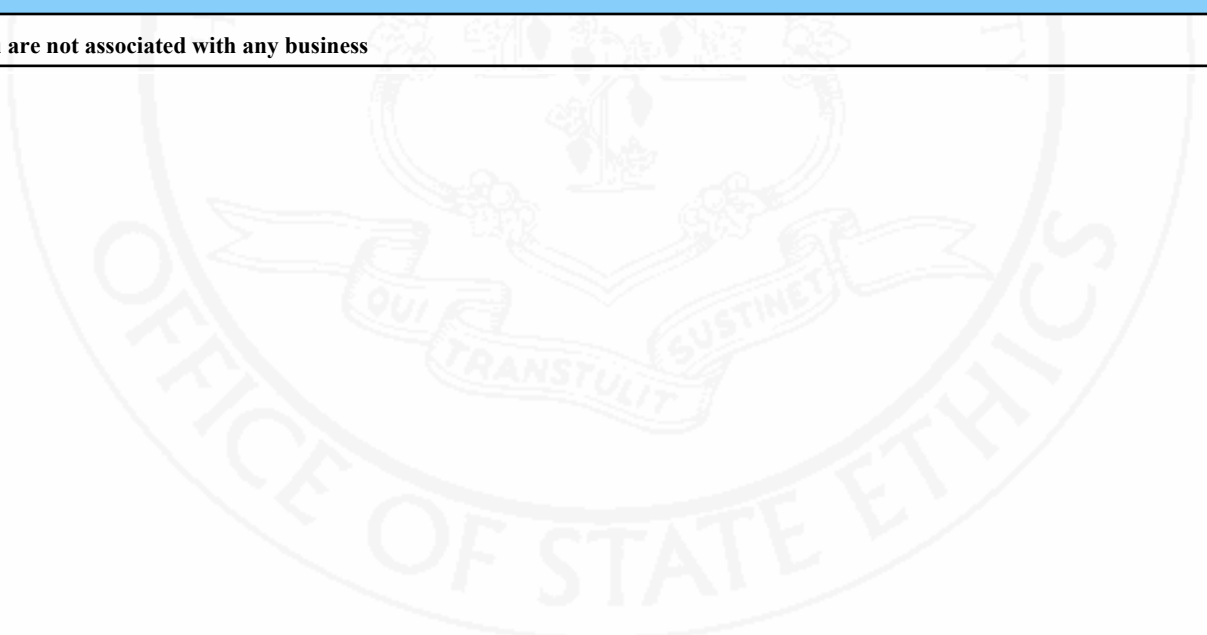 are not associated with any business
QUI
TRANSTULIT
SUSTINET
OFFICE OF STATE ETHICS